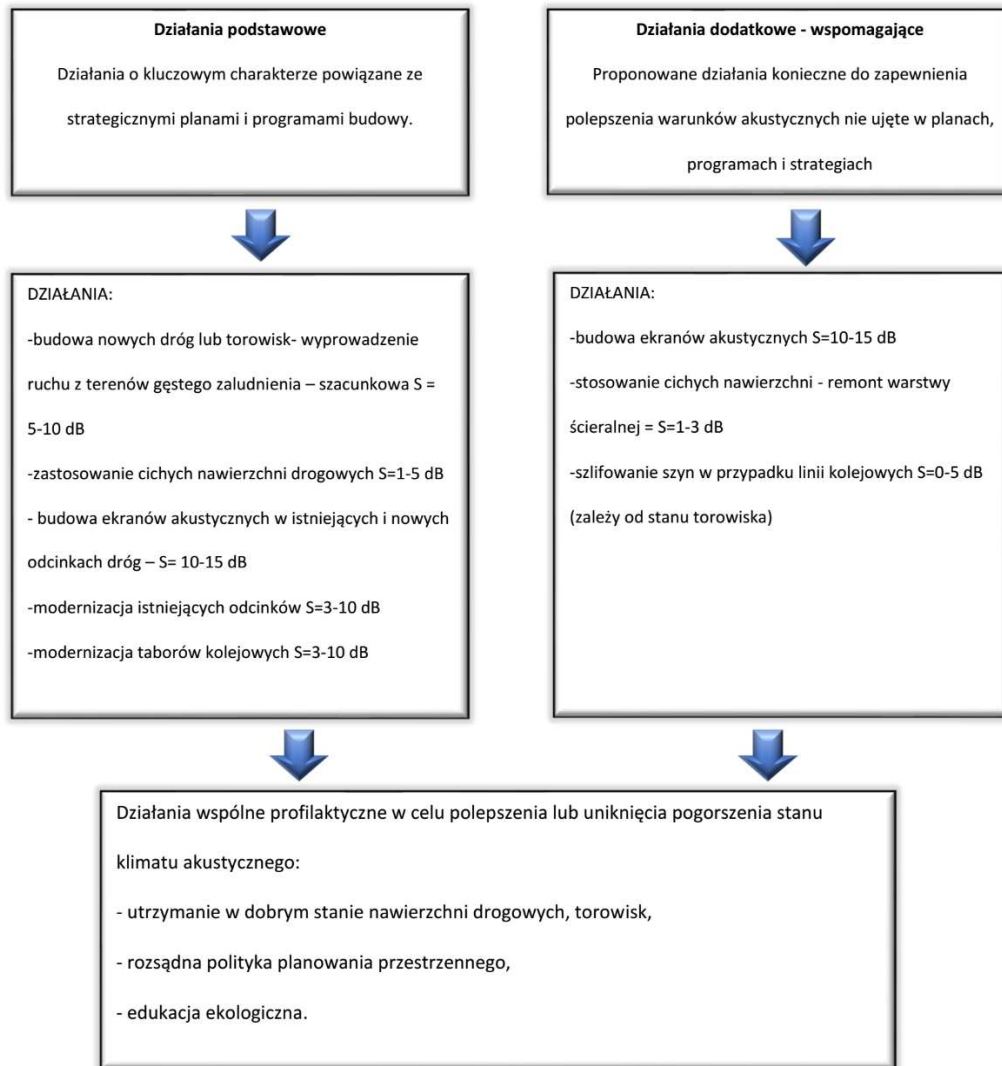 Działania podstawowe
Działania o kluczowym charakterze powiązane ze
strategicznymi planami i programami budowy.
Działania dodatkowe - wspomagające
Proponowane działania konieczne do zapewnienia
polepszenia warunków akustycznych nie ujęte w planach,
programach i strategiach
DZIAŁANIA:
-budowa nowych dróg lub torowisk- wyprowadzenie
ruchu z terenów gęstego zaludnienia – szacunkowa S =
5-10 dB
-zastosowanie cichych nawierzchni drogowych S=1-5 dB
- budowa ekranów akustycznych w istniejących i nowych
odcinkach dróg – S= 10-15 dB
-modernizacja istniejących odcinków S=3-10 dB
-modernizacja taborów kolejowych S=3-10 dB
DZIAŁANIA:
-budowa ekranów akustycznych S=10-15 dB
-stosowanie cichych nawierzchni - remont warstwy
ścieralnej = S=1-3 dB
-szlifowanie szyn w przypadku linii kolejowych S=0-5 dB
(zależy od stanu torowiska)
Działania wspólne profilaktyczne w celu polepszenia lub uniknięcia pogorszenia stanu
klimatu akustycznego:
- utrzymanie w dobrym stanie nawierzchni drogowych, torowisk,
- rozsądna polityka planowania przestrzennego,
- edukacja ekologiczna.